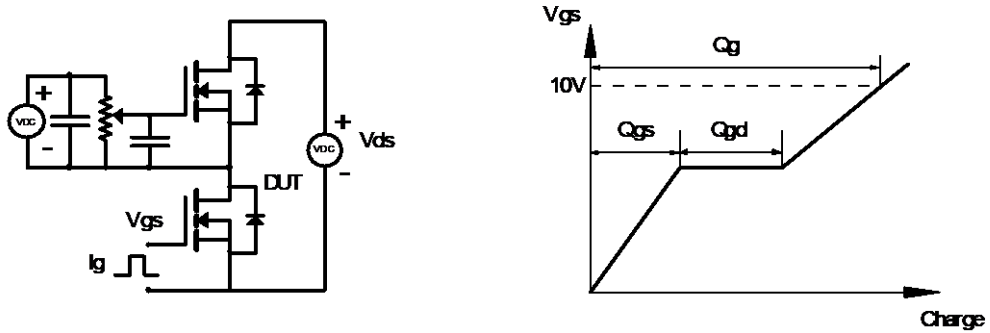 VDC
+
-
Vgs
Ig
DUT
VDC
+
-
Vds
Vgs
Qg
10V
Qgs
Qgd
Charge